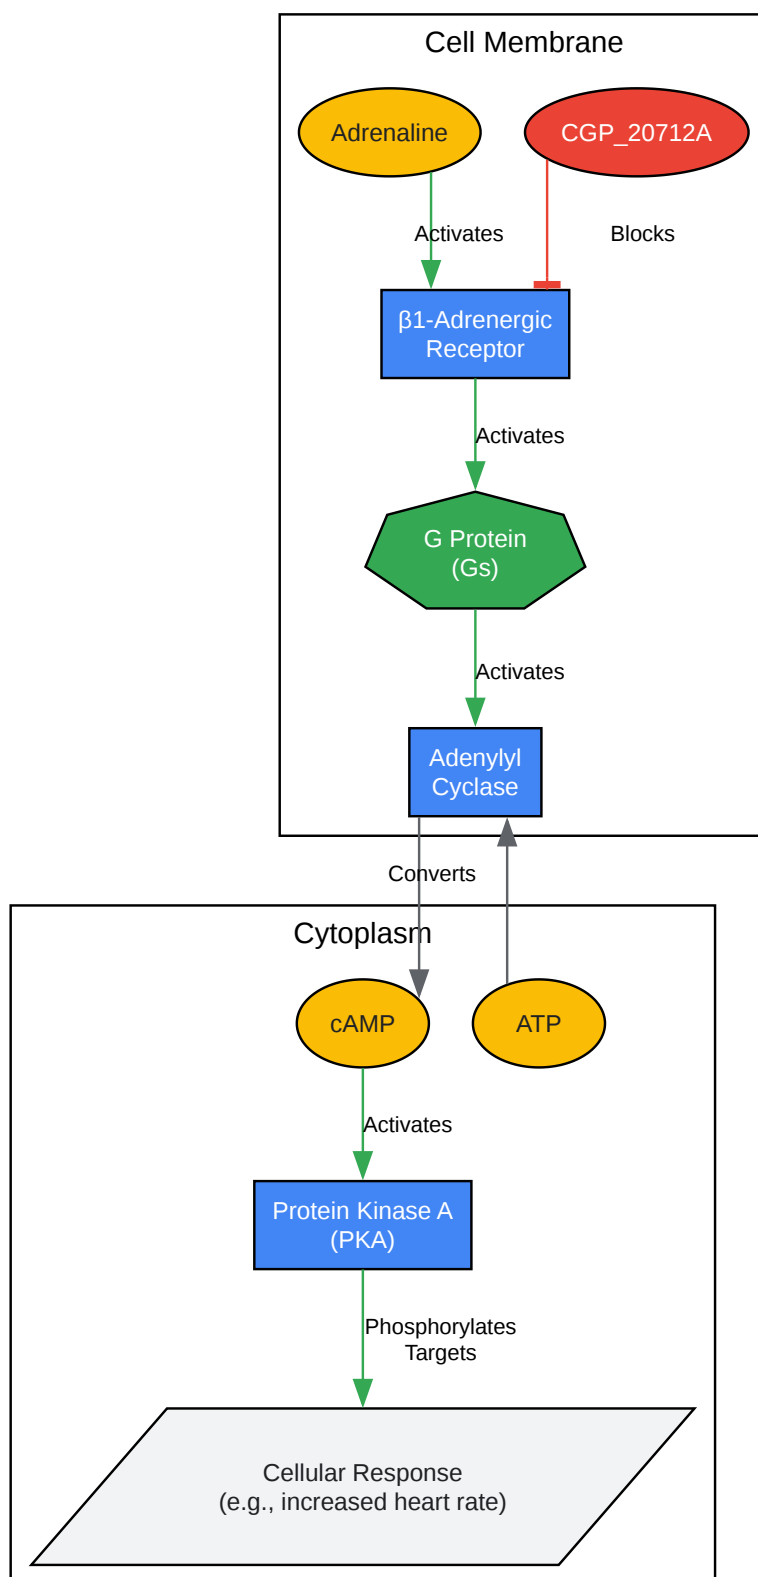 Cell Membrane
Adrenaline
CGP_20712A
Activates
Blocks
β1-Adrenergic
Receptor
Activates
G Protein
(Gs)
Activates
Adenylyl
Cyclase
Converts
Cytoplasm
cAMP
ATP
Activates
Protein Kinase A
(PKA)
Phosphorylates
Targets
Cellular Response
(e.g., increased heart rate)